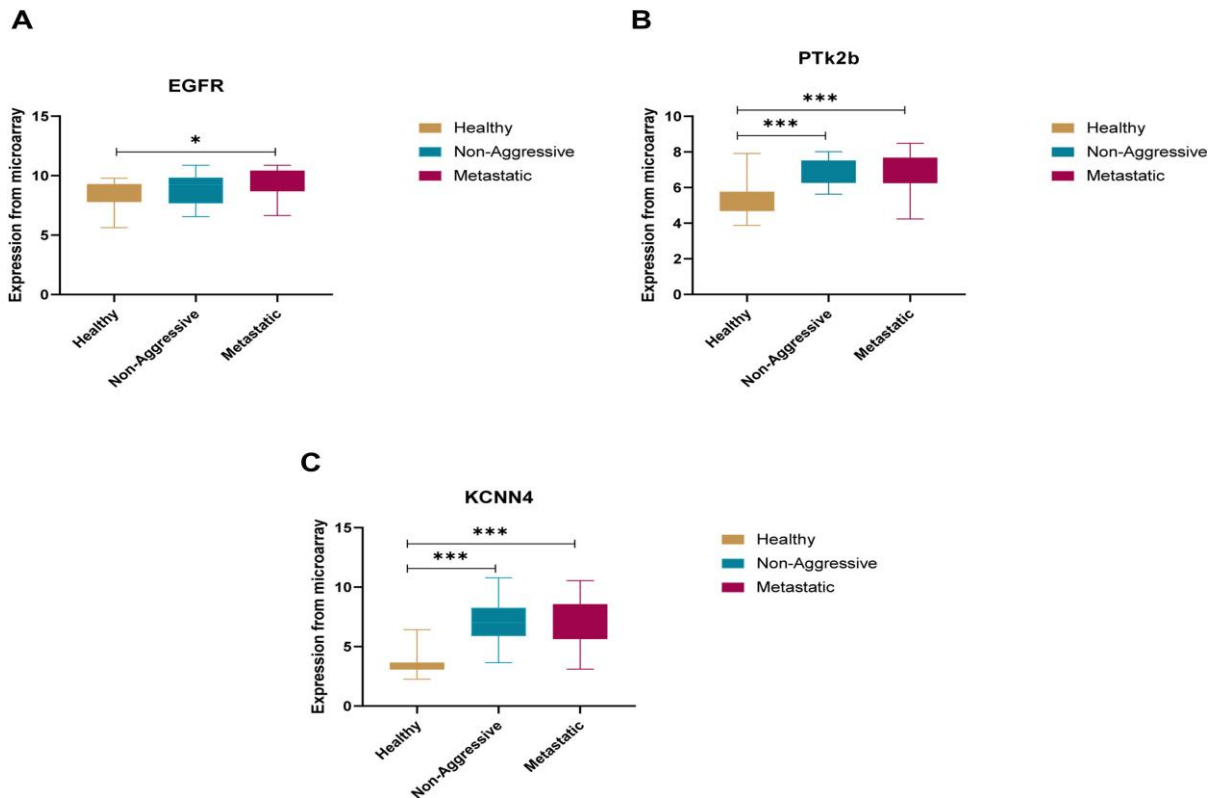 A
EGFR
Expression from microarray
15
10
5
0
*
Healthy
Non-Aggressive
Metastatic
Healthy
Non-Aggressive
Metastatic
B
PTk2b
Expression from microarray
10
8
6
4
2
0
***
***
Healthy
Non-Aggressive
Metastatic
Healthy
Non-Aggressive
Metastatic
C
KCNN4
Expression from microarray
15
10
5
0
***
***
Healthy
Non-Aggressive
Metastatic
Healthy
Non-Aggressive
Metastatic